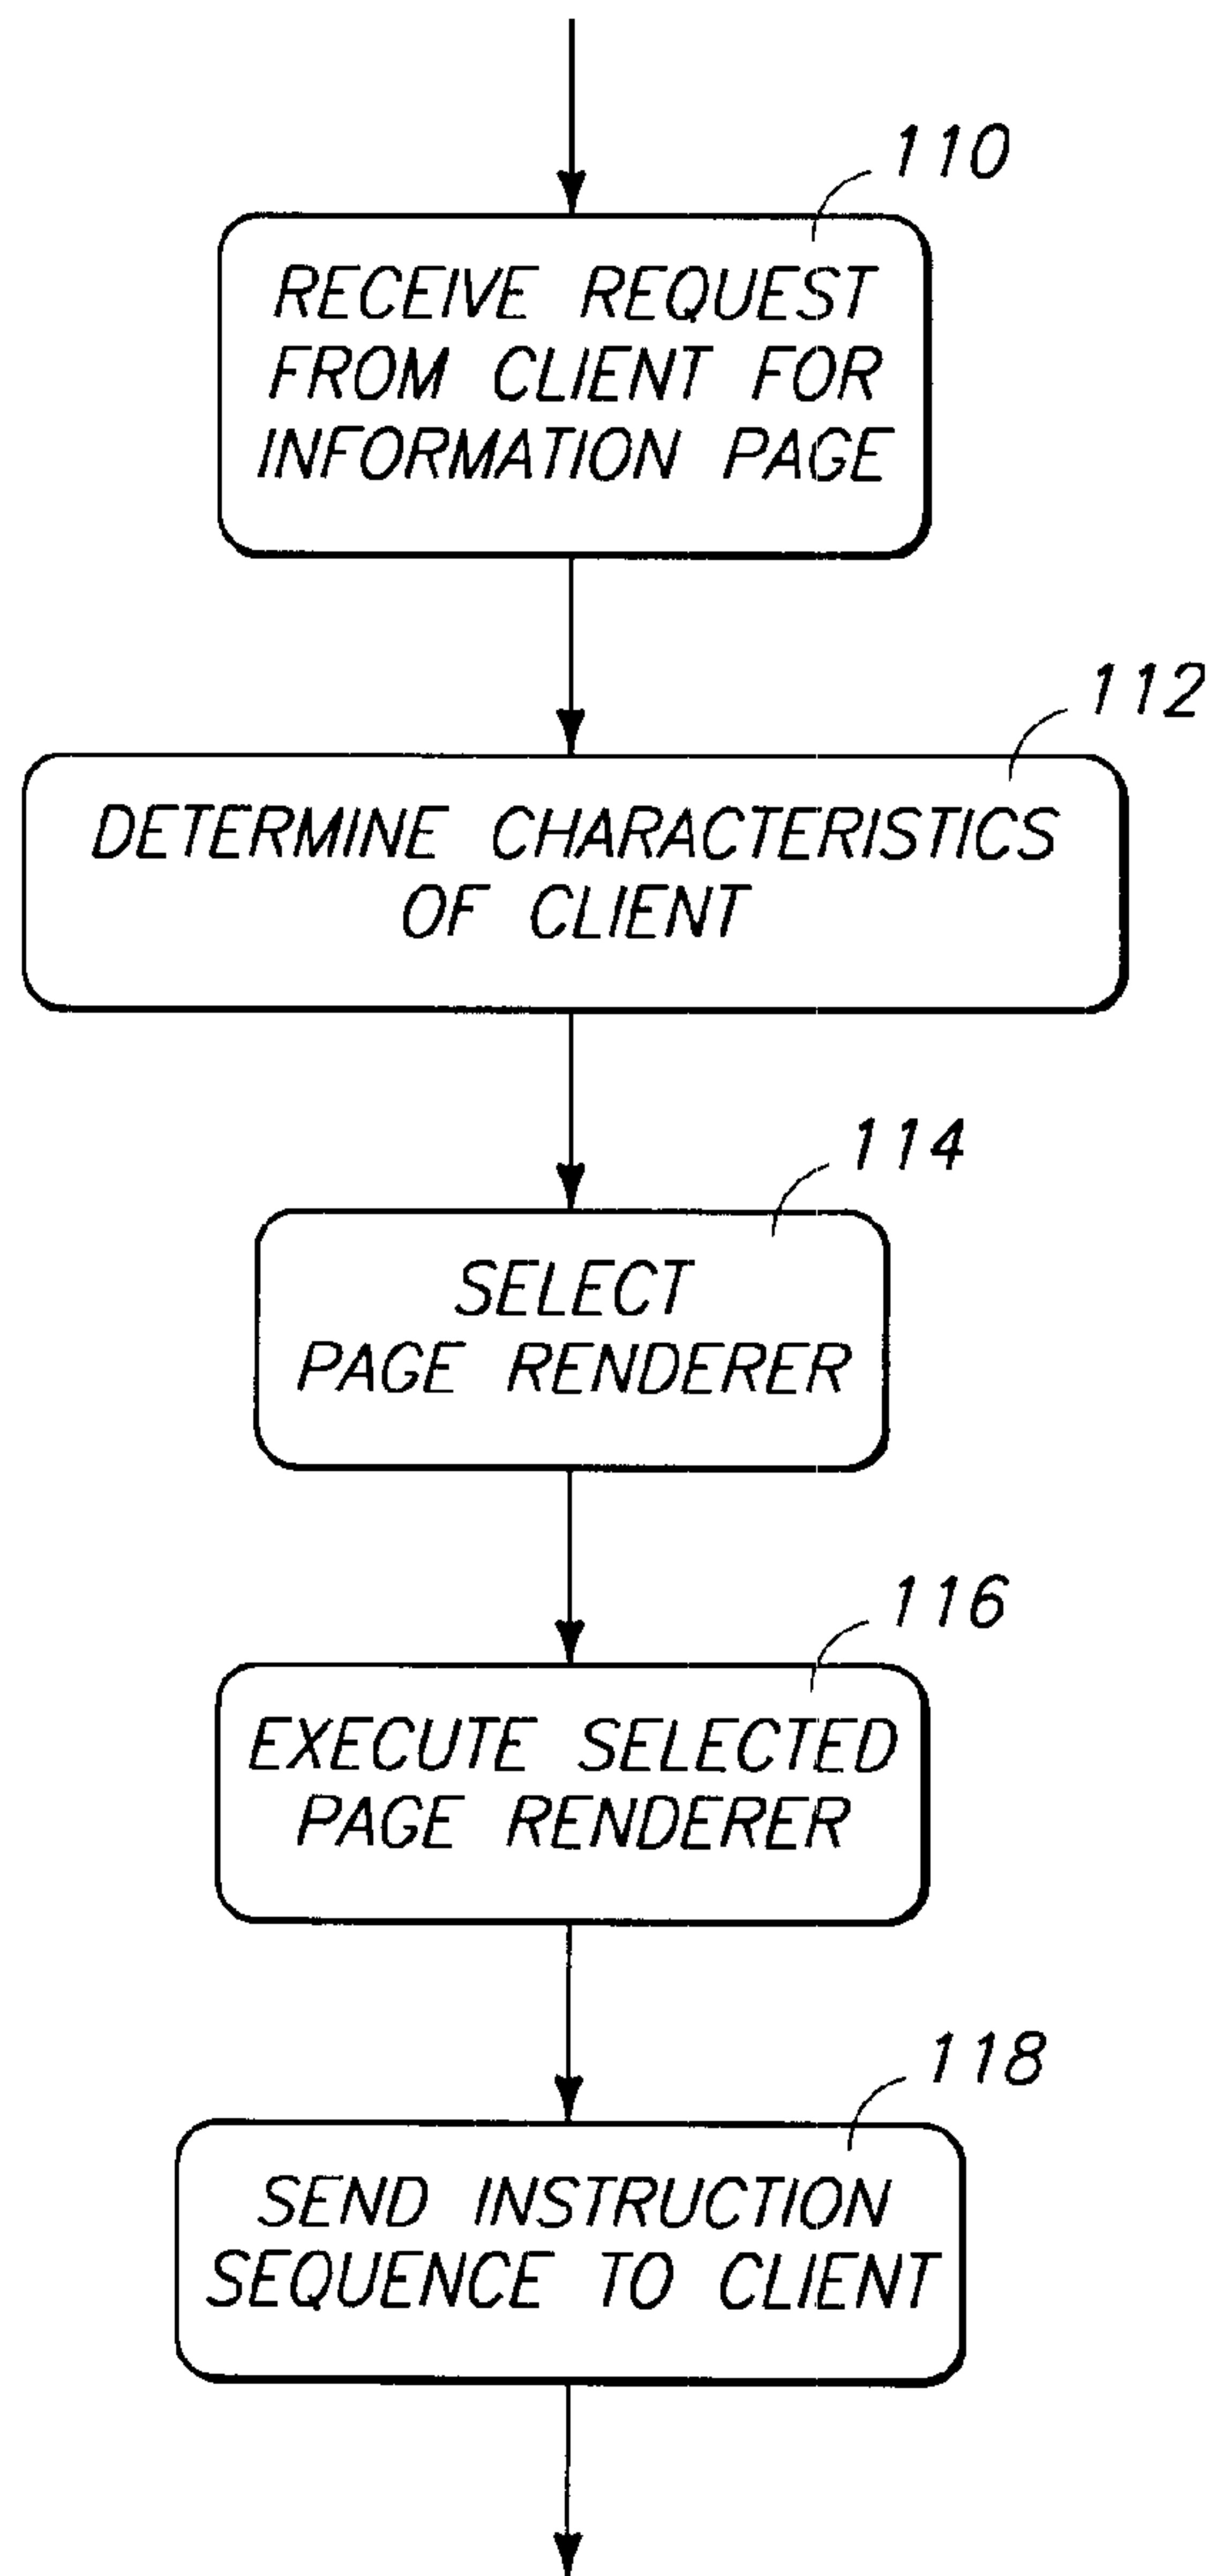 110
RECEIVE REQUEST
FROM CLIENT FOR
INFORMATION PAGE
112
DETERMINE CHARACTERISTICS
OF CLIENT
114
SELECT
PAGE RENDERER
116
EXECUTE SELECTED
PAGE RENDERER
118
SEND INSTRUCTION
SEQUENCE TO CLIENT